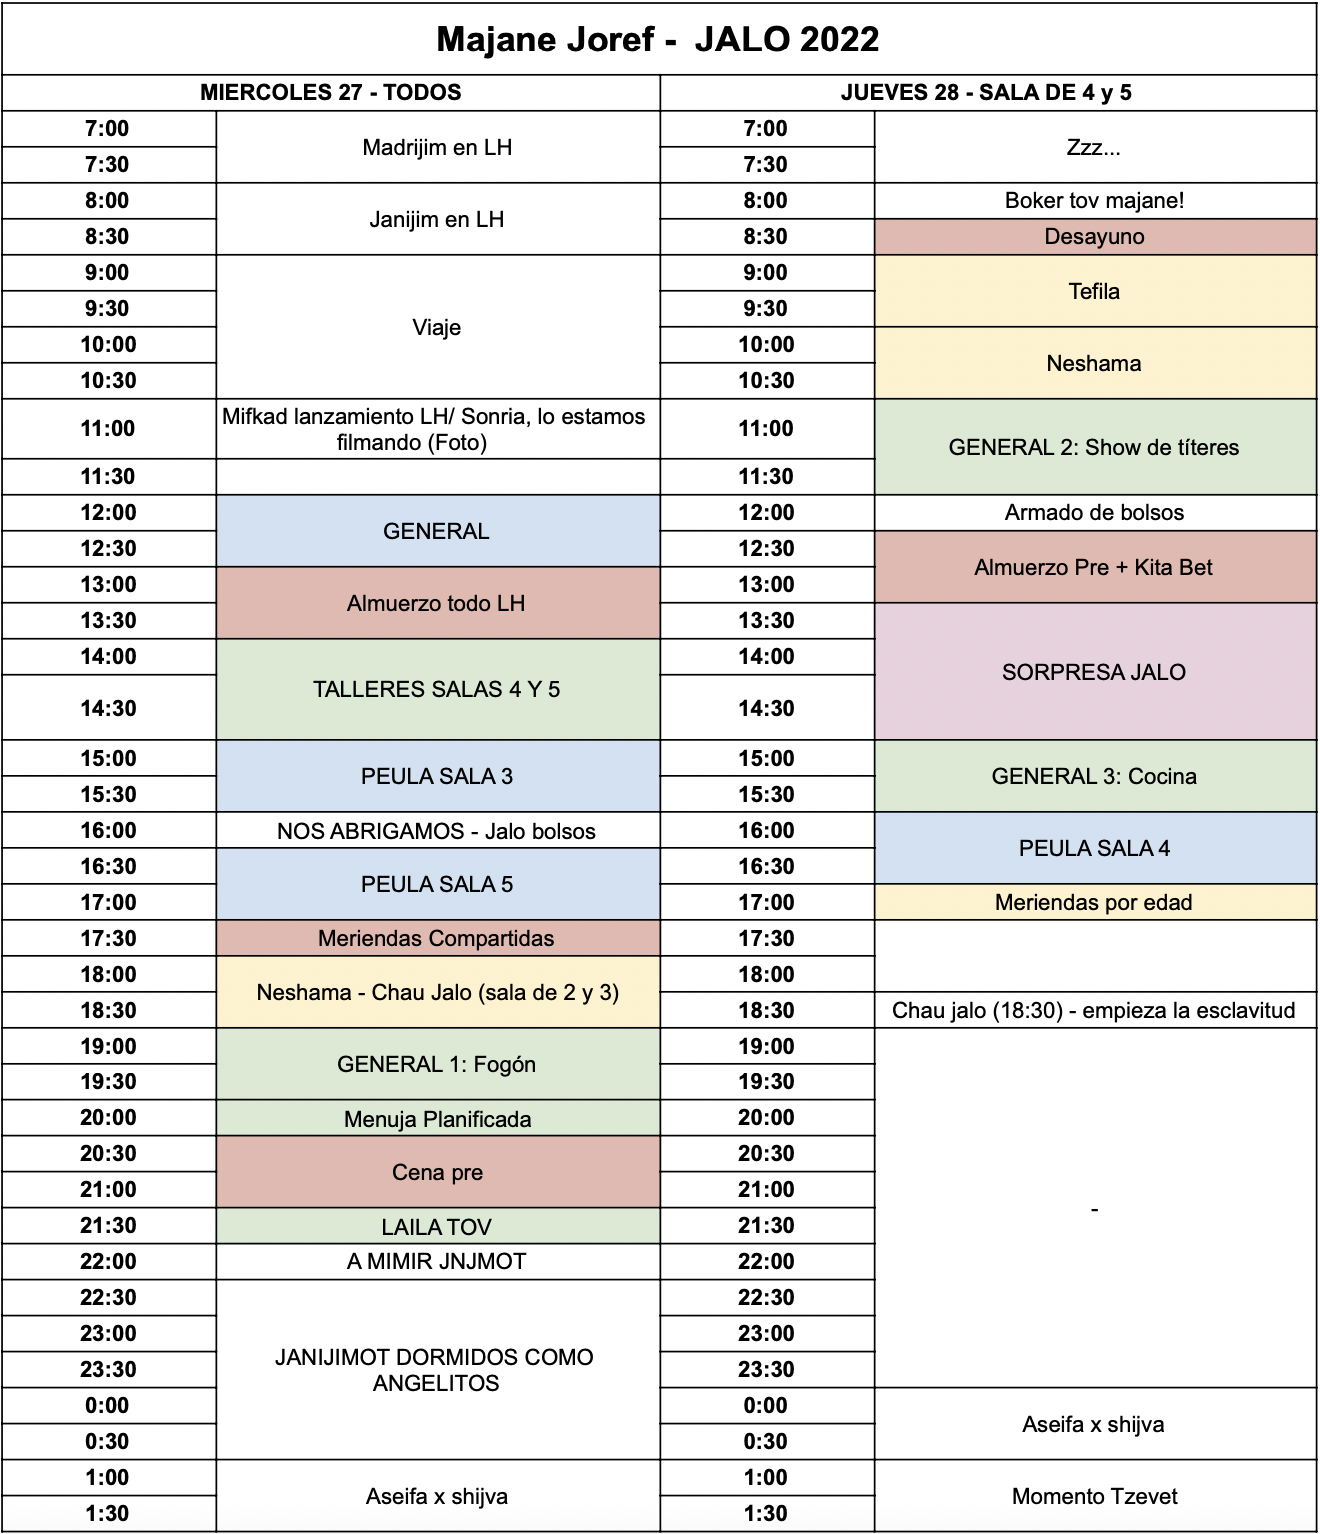 Majane Joref - JALO 2022
MIERCOLES 27 - TODOS
JUEVES 28 - SALA DE 4 y 5
7:00
7:30
Madrijim en LH
7:00
7:30
Zzz...
8:00
8:30
Janijim en LH
8:00
Boker tov majane!
8:30
Desayuno
9:00
9:30
10:00
10:30
Viaje
9:00
9:30
Tefila
10:00
10:30
Neshama
11:00
Mifkad lanzamiento LH/ Sonria, lo estamos
filmando (Foto)
11:30
11:00
11:30
GENERAL 2: Show de títeres
12:00
12:30
GENERAL
12:00
Armado de bolsos
12:30
13:00
Almuerzo Pre + Kita Bet
13:00
13:30
Almuerzo todo LH
13:30
14:00
14:30
SORPRESA JALO
14:00
14:30
TALLERES SALAS 4 Y 5
15:00
15:30
PEULA SALA 3
15:00
15:30
GENERAL 3: Cocina
16:00
NOS ABRIGAMOS - Jalo bolsos
16:00
16:30
PEULA SALA 4
16:30
17:00
PEULA SALA 5
17:00
Meriendas por edad
17:30
Meriendas Compartidas
17:30
18:00
18:00
18:30
Neshama - Chau Jalo (sala de 2 y 3)
18:30
Chau jalo (18:30) - empieza la esclavitud
19:00
19:30
GENERAL 1: Fogón
20:00
Menuja Planificada
20:30
21:00
Cena pre
21:30
LAILA TOV
22:00
A MIMIR JNJMOT
19:00
19:30
20:00
20:30
21:00
21:30
22:00
22:30
23:00
23:30
-
22:30
23:00
23:30
0:00
0:30
JANIJIMOT DORMIDOS COMO
ANGELITOS
0:00
0:30
Aseifa x shijva
1:00
1:30
Aseifa x shijva
1:00
1:30
Momento Tzevet